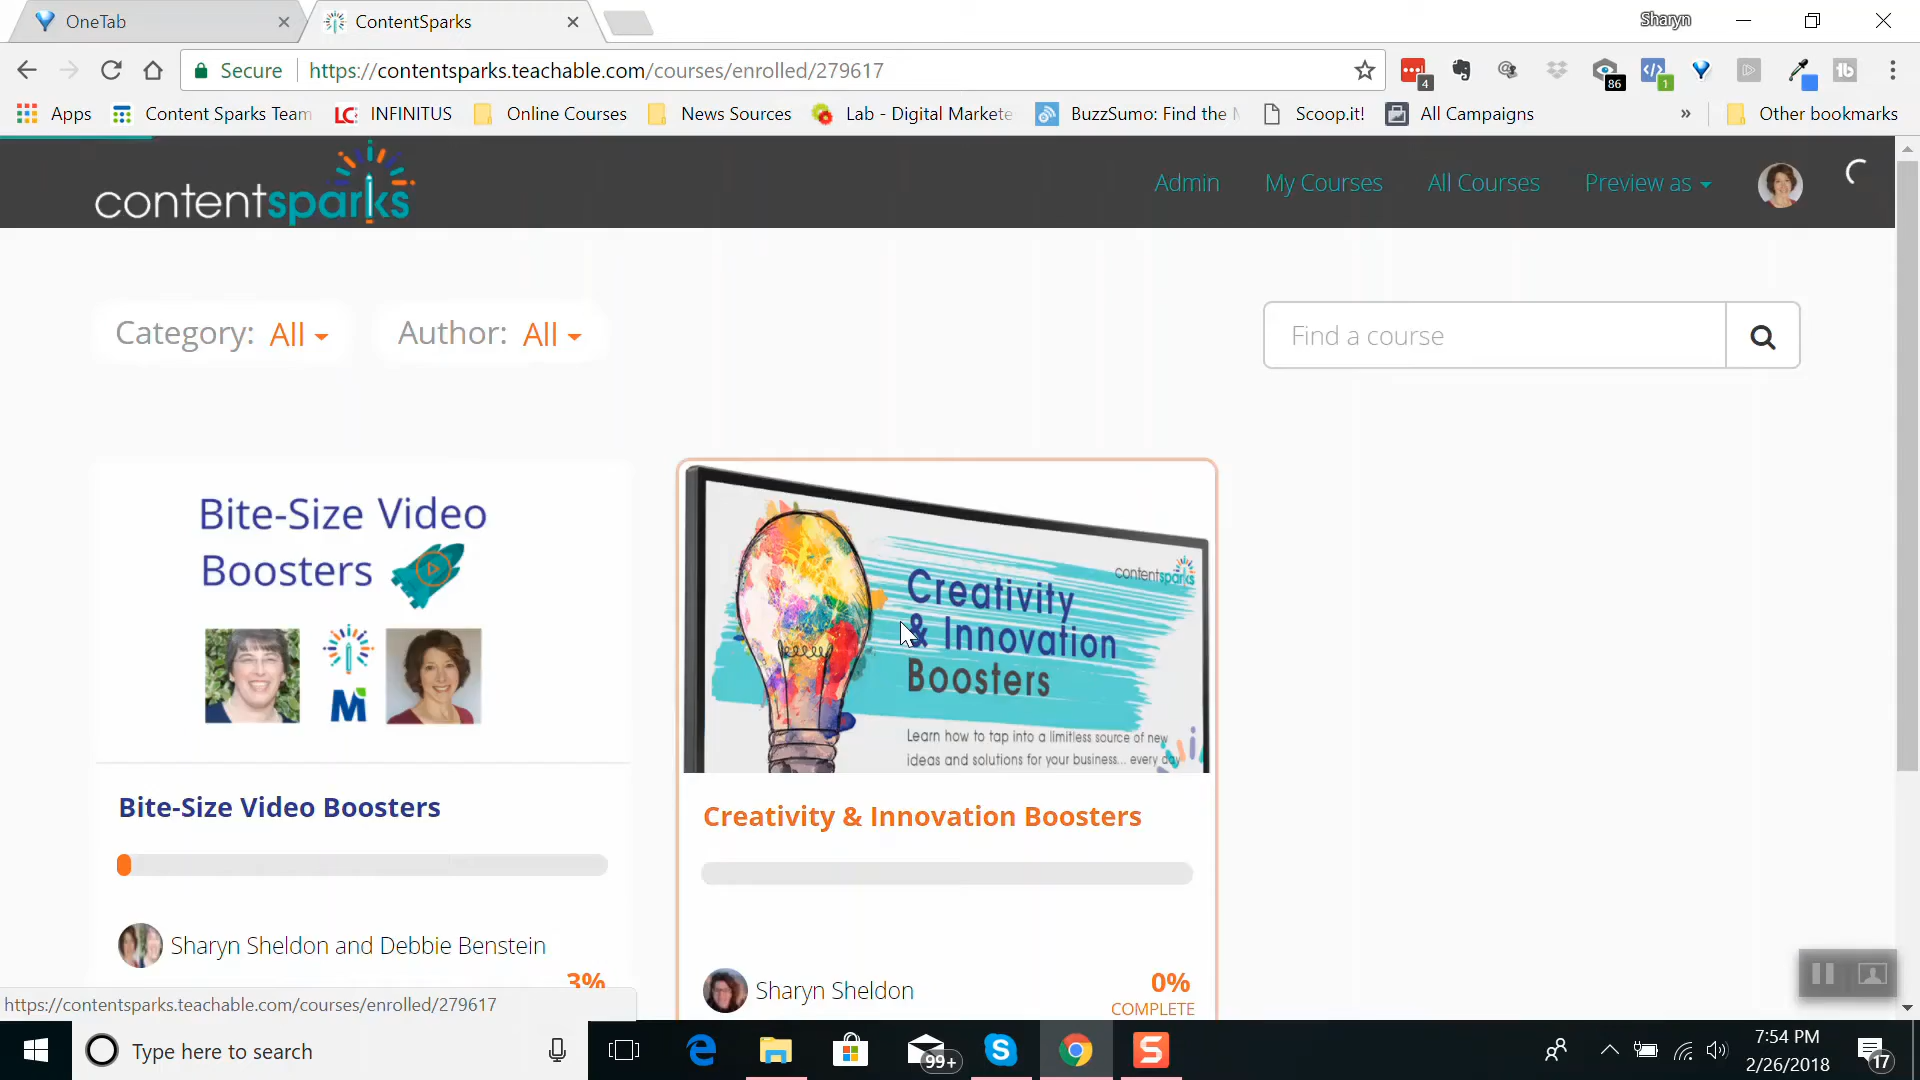 OneTab
ContentSparks
Sharyn
Secure
https://contentsparks.teachable.com/courses/enrolled/279617
4
86
1
Apps
Content Sparks Team
INFINITUS
Online Courses
News Sources
Lab - Digital Markete
BuzzSumo: Find the
Scoop.it!
All Campaigns
»
Other bookmarks
contentsparks
Admin
My Courses
All Courses
Preview as
Category: All
Author: All
Find a course
Bite-Size Video
Boosters
Bite-Size Video Boosters
Sharyn Sheldon and Debbie Benstein
3%
contentsparks
Creativity
& Innovation
Boosters
Learn how to tap into a limitless source of new
ideas and solutions for your business... every day
Creativity & Innovation Boosters
Sharyn Sheldon
0%
COMPLETE
https://contentsparks.teachable.com/courses/enrolled/279617
Type here to search
99+
7:54 PM
2/26/2018
17